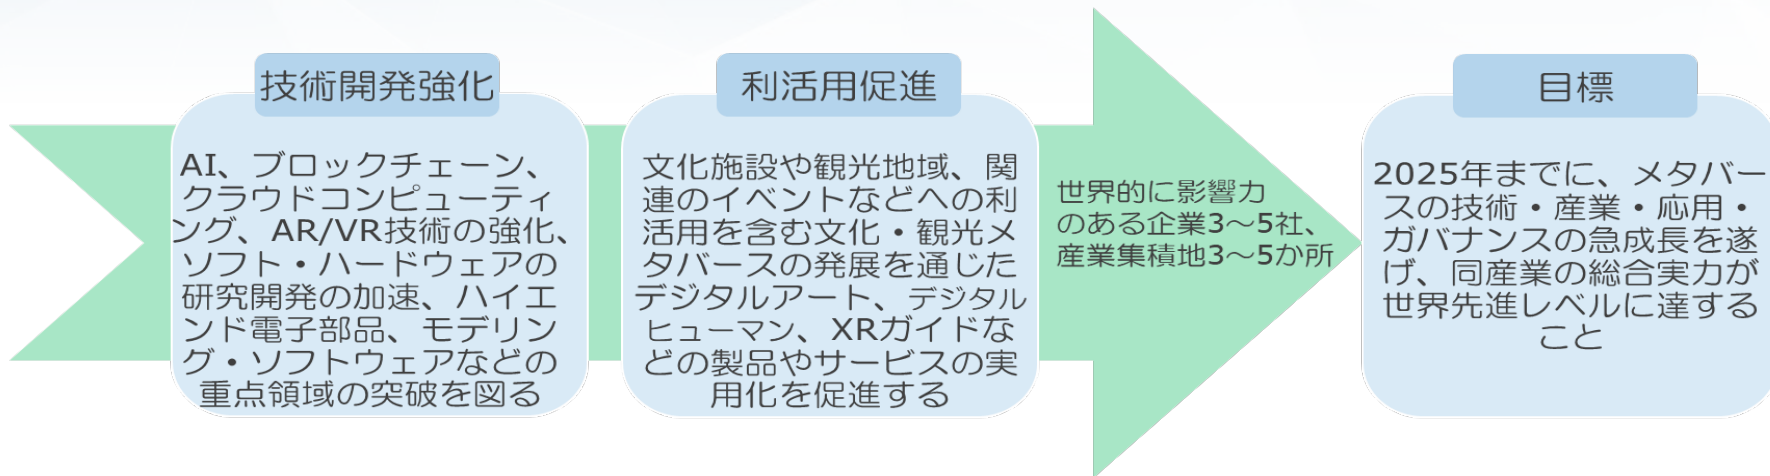 技術開発強化
AI、ブロックチェーン、
クラウドコンピューティ
ング、AR/VR技術の強化、
ソフト・ハードウェアの
研究開発の加速、ハイエ
ンド電子部品、モデリン
グ・ソフトウェアなどの
重点領域の突破を図る
利活用促進
文化施設や観光地域、関
連のイベントなどへの利
活用を含む文化・観光メ
タバースの発展を通じた
デジタルアート、デジタル
ヒューマン、XRガイドな
どの製品やサービスの実
用化を促進する
世界的に影響力
のある企業3～5社、
産業集積地3～5か所
目標
2025年までに、メタバー
スの技術・産業・応用・
ガバナンスの急成長を遂
げ、同産業の総合実力が
世界先進レベルに達する
こと